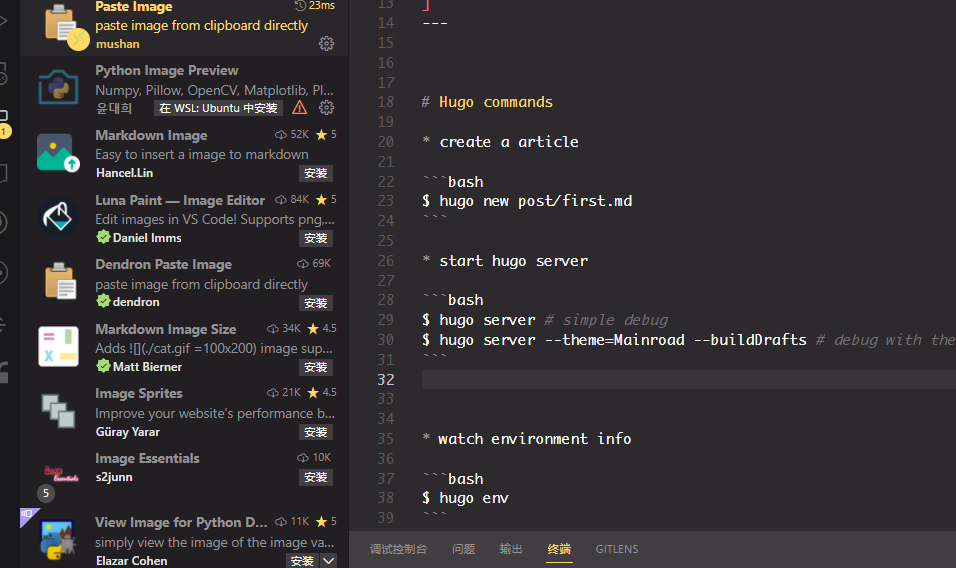 Paste Image
23ms
paste image from clipboard directly
mushan
Python Image Preview
Numpy, Pillow, OpenCV, Matplotlib, Pl...
윤대희
在 WSL: Ubuntu 中安装
Markdown Image
52K
5
Easy to insert a image to markdown
Hancel.Lin
安装
Luna Paint — Image Editor
84K
5
Edit images in VS Code! Supports png,...
Daniel Imms
安装
Dendron Paste Image
69K
paste image from clipboard directly
dendron
安装
Markdown Image Size
34K
4.5
Adds ![](./cat.gif =100x200) image sup...
Matt Bierner
安装
Image Sprites
21K
4.5
Improve your website's performance b...
Güray Yarar
安装
Image Essentials
10K
s2junn
安装
5
View Image for Python D...
11K
5
simply view the image of the image va...
Elazar Cohen
安装
1
13 ]
14 ---
15
16
17
18 # Hugo commands
19
20 * create a article
21
22 ```bash
23 $ hugo new post/first.md
24 ```
25
26 * start hugo server
27
28 ```bash
29 $ hugo server # simple debug
30 $ hugo server --theme=Mainroad --buildDrafts # debug with the
31 ```
32
33
34
35 * watch environment info
36
37 ```bash
38 $ hugo env
39 ```
调试控制台
问题
输出
终端
GITLENS